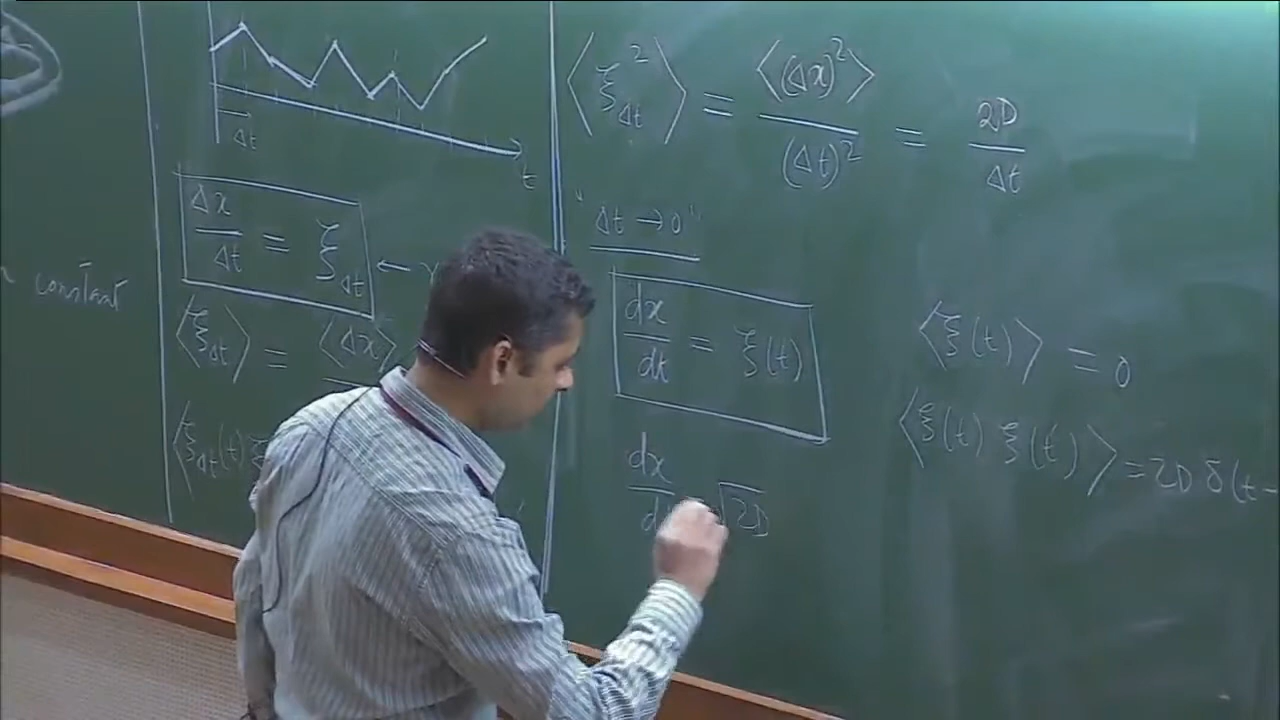 constant
Δt
t
Δx/Δt ≡ ξ_Δt ←
⟨ξ_Δt⟩ = ⟨Δx⟩
⟨ξ_Δt(t) ξ
⟨ξ²_Δt⟩ = ⟨(Δx)²⟩/(Δt)² = 2D/Δt
"Δt → 0"
dx/dt = ξ(t)
dx/d √2D
⟨ξ(t)⟩ = 0
⟨ξ(t) ξ(t')⟩ = 2D δ(t-